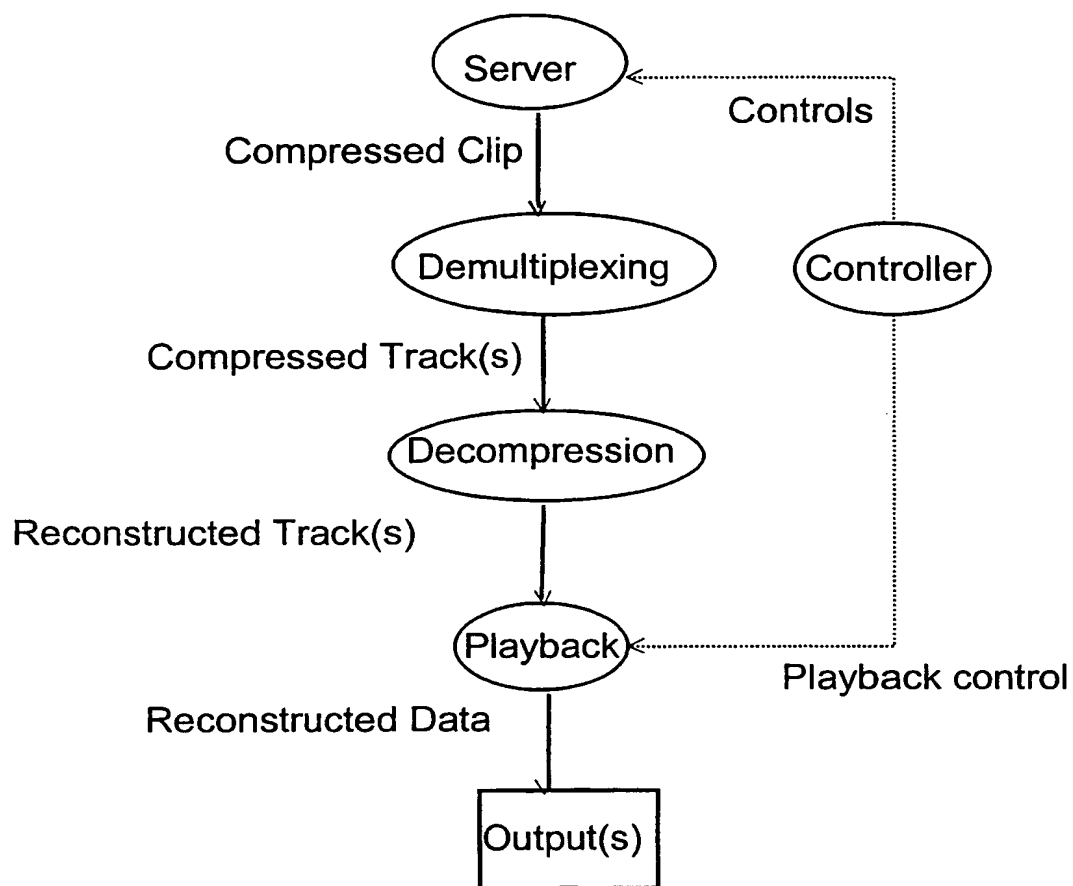 Server
Controls
Compressed Clip
Demultiplexing
Controller
Compressed Track(s)
Decompression
Reconstructed Track(s)
Playback
Playback control
Reconstructed Data
Output(s)